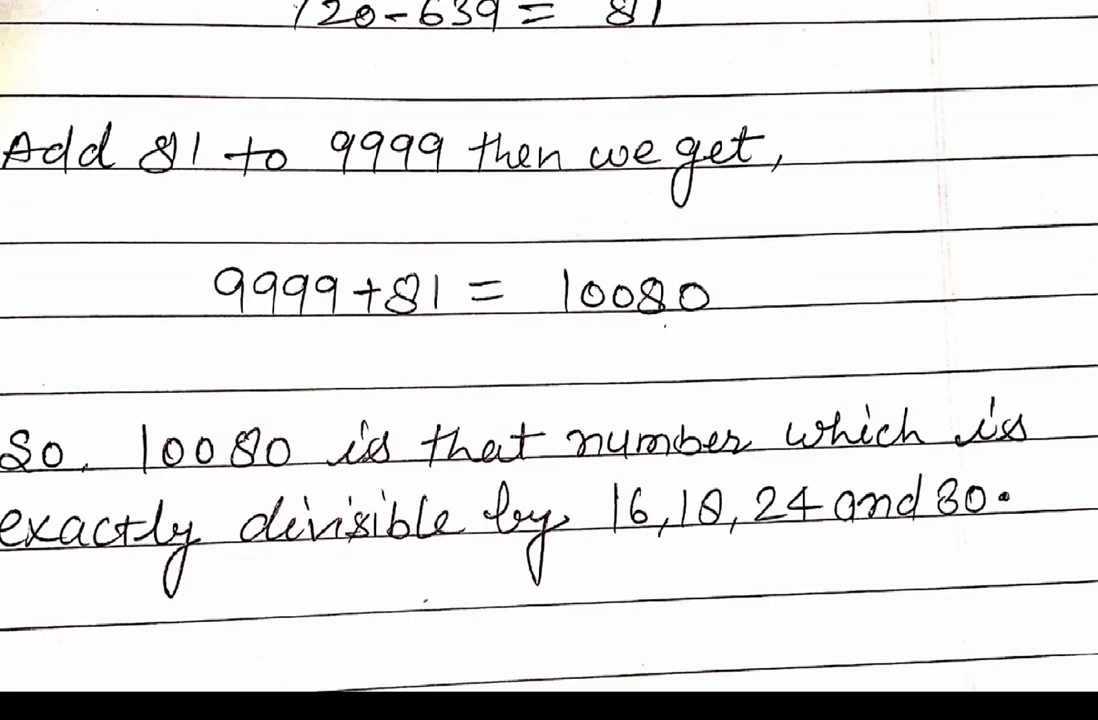 720-639 = 81
Add 81 to 9999 then we get,
9999+81 = 10080
So, 10080 is that number which is
exactly divisible by 16,18,24 and 30.